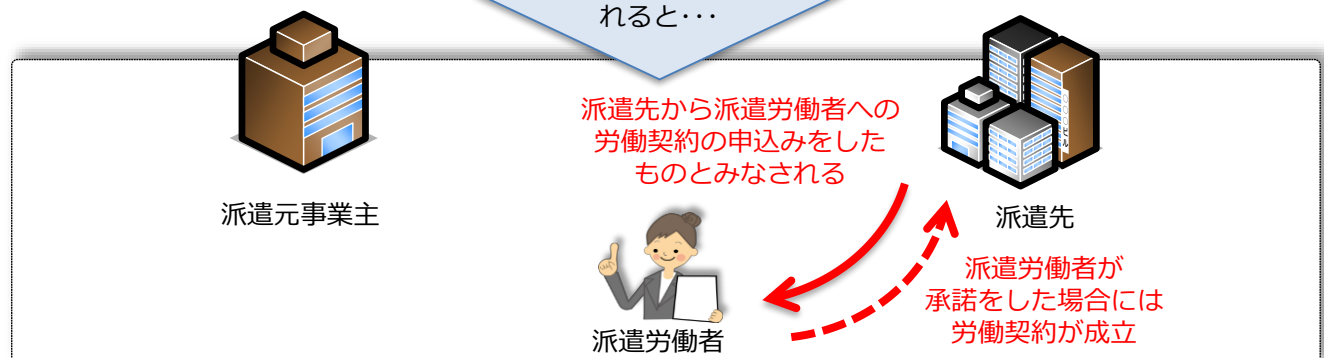 れると･･･
派遣先から派遣労働者への
労働契約の申込みをした
ものとみなされる
派遣元事業主
派遣先
派遣労働者が
承諾をした場合には
労働契約が成立
派遣労働者
○○○ビル